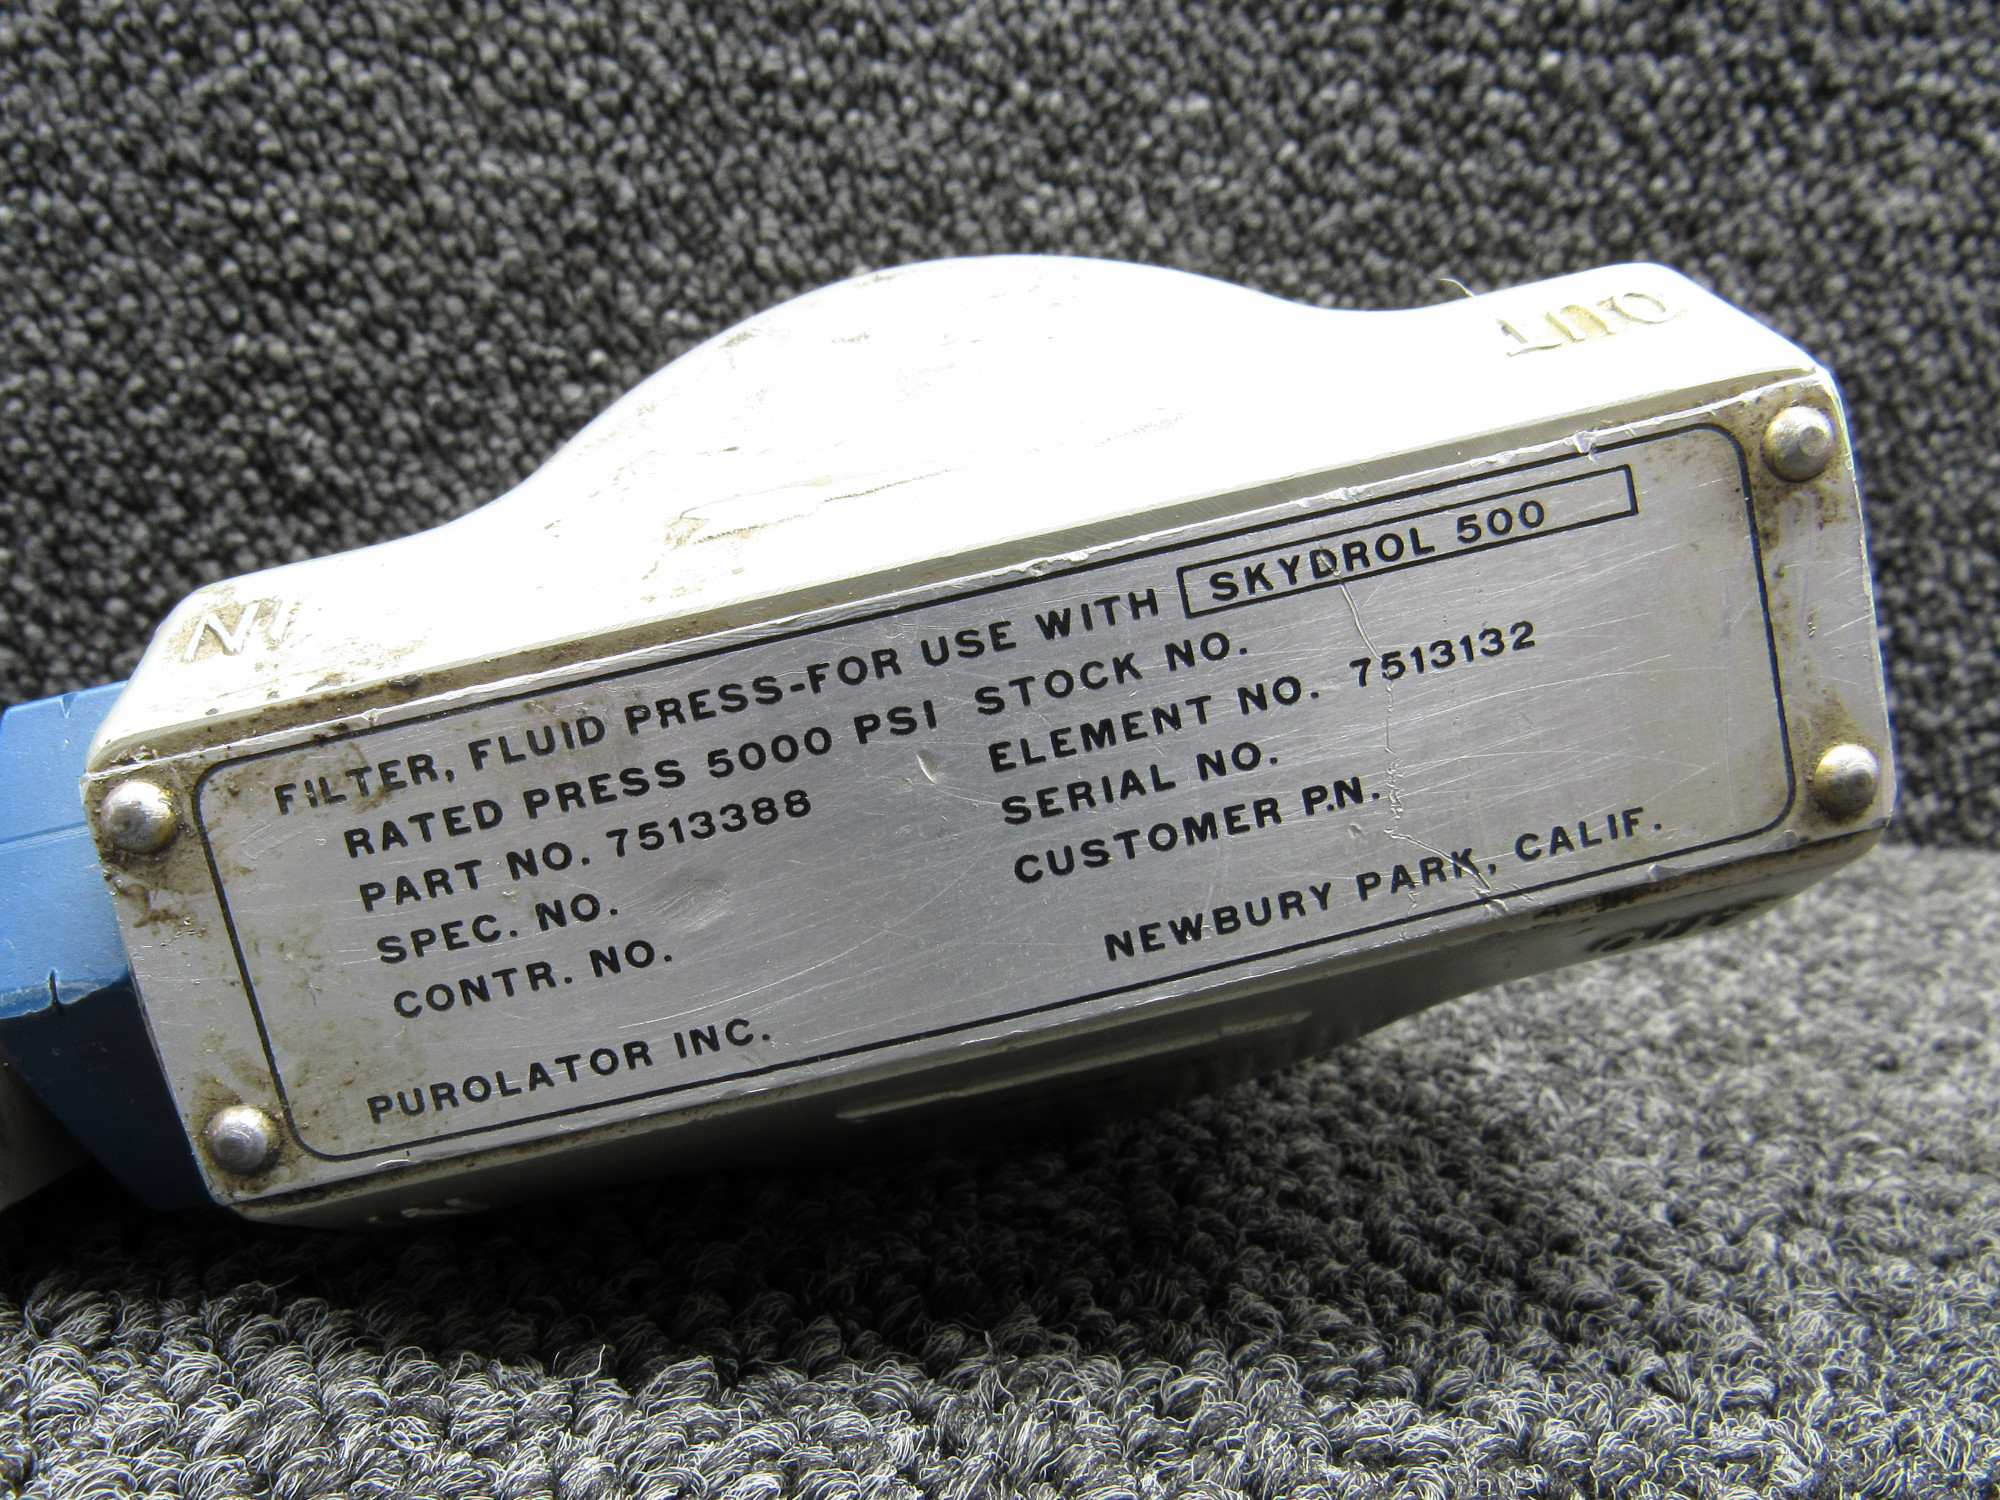 OUT
IN
FILTER, FLUID PRESS-FOR USE WITH SKYDROL 500
RATED PRESS 5000 PSI STOCK NO.
PART NO. 7513388 ELEMENT NO. 7513132
SPEC. NO. SERIAL NO.
CONTR. NO. CUSTOMER P.N.
PUROLATOR INC. NEWBURY PARK, CALIF.